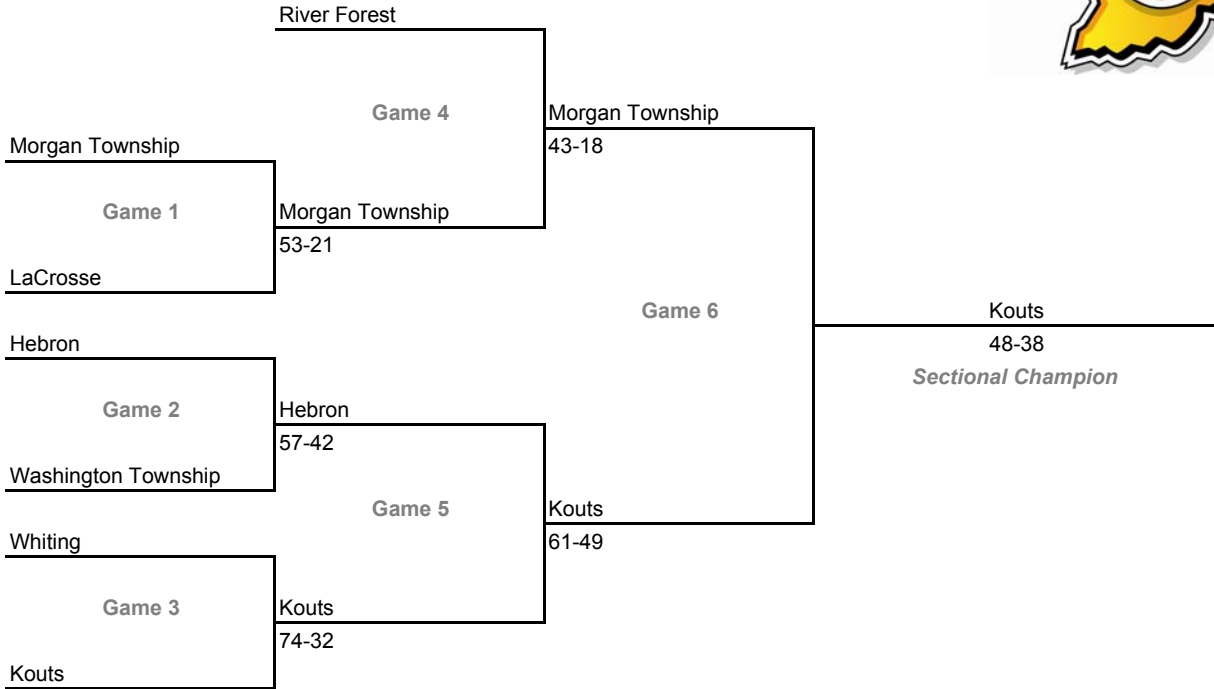 River Forest
Game 4
Morgan Township
Morgan Township
43-18
Game 1
Morgan Township
53-21
LaCrosse
Game 6
Kouts
Hebron
48-38
Sectional Champion
Game 2
Hebron
57-42
Washington Township
Game 5
Kouts
Whiting
61-49
Game 3
Kouts
74-32
Kouts